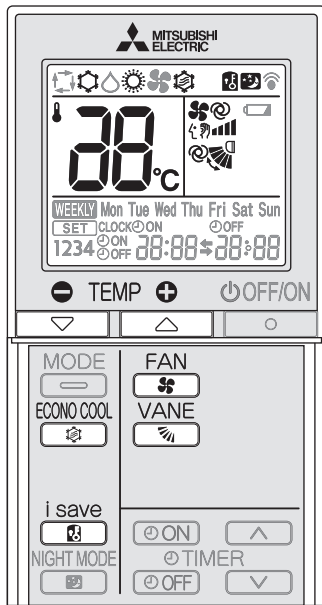 MITSUBISHI
ELECTRIC
°C
WEEKLY Mon Tue Wed Thu Fri Sat Sun
SET CLOCK ON OFF
1234 ON OFF 88:88 88:88
TEMP OFF/ON
MODE FAN
ECONO COOL VANE
i save
NIGHT MODE
ON
TIMER
OFF